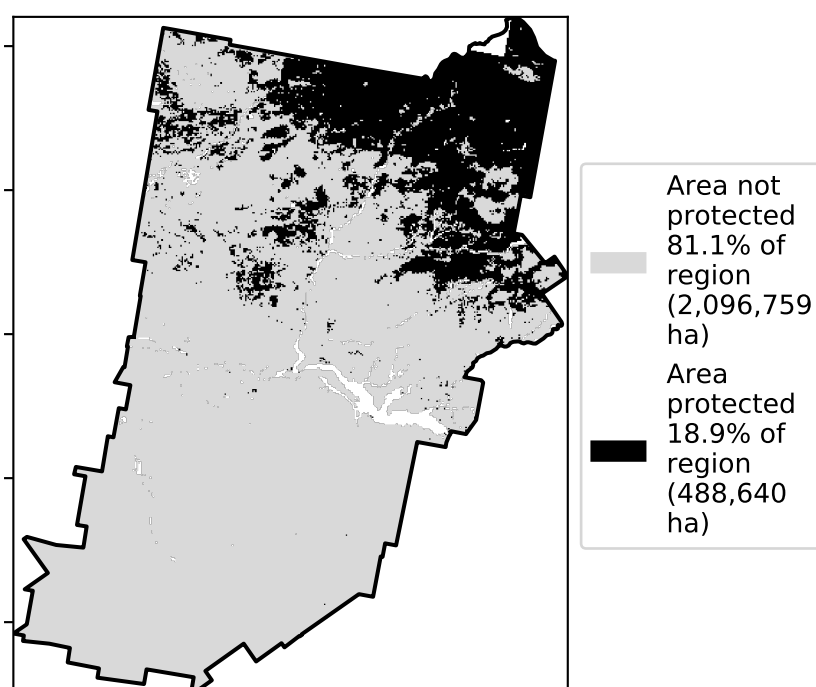 Area not
protected
81.1% of
region
(2,096,759
ha)
Area
protected
18.9% of
region
(488,640
ha)